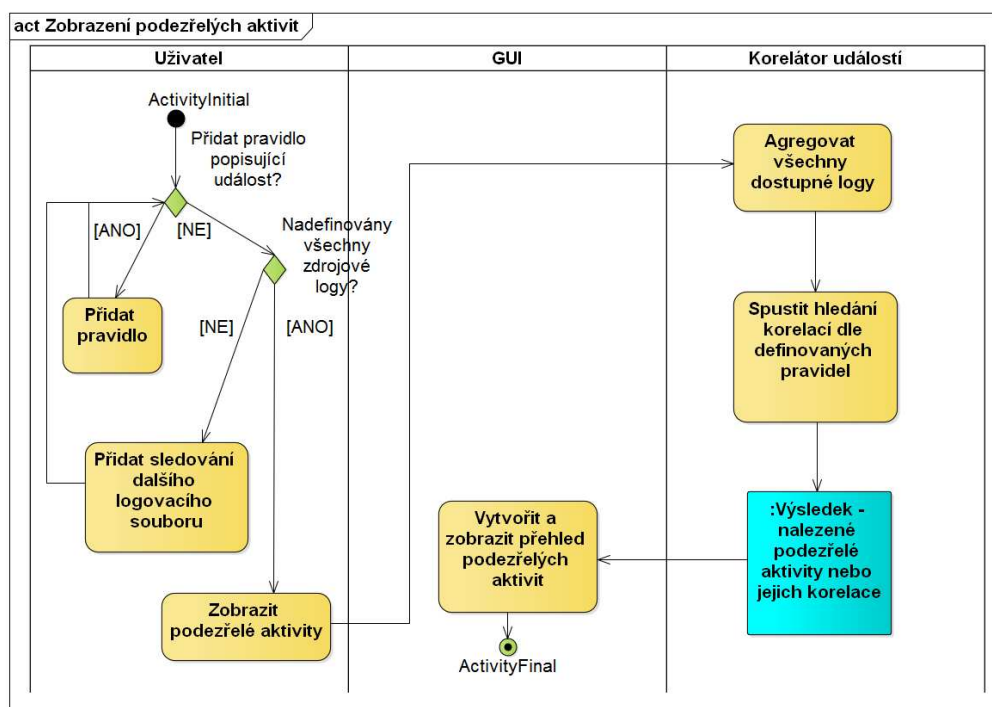 act Zobrazení podezřelých aktivit
Uživatel
GUI
Korelátor událostí
ActivityInitial
Přidat pravidlo
popisující
událost?
[ANO]
[NE]
Nadefinovány
všechny
zdrojové
logy?
Přidat
pravidlo
[NE]
[ANO]
Přidat sledování
dalšího
logovacího
souboru
Zobrazit
podezřelé aktivity
Agregovat
všechny
dostupné logy
Spustit hledání
korelací dle
definovaných
pravidel
:Výsledek -
nalezené
podezřelé
aktivity nebo
jejich korelace
Vytvořit a
zobrazit přehled
podezřelých
aktivit
ActivityFinal